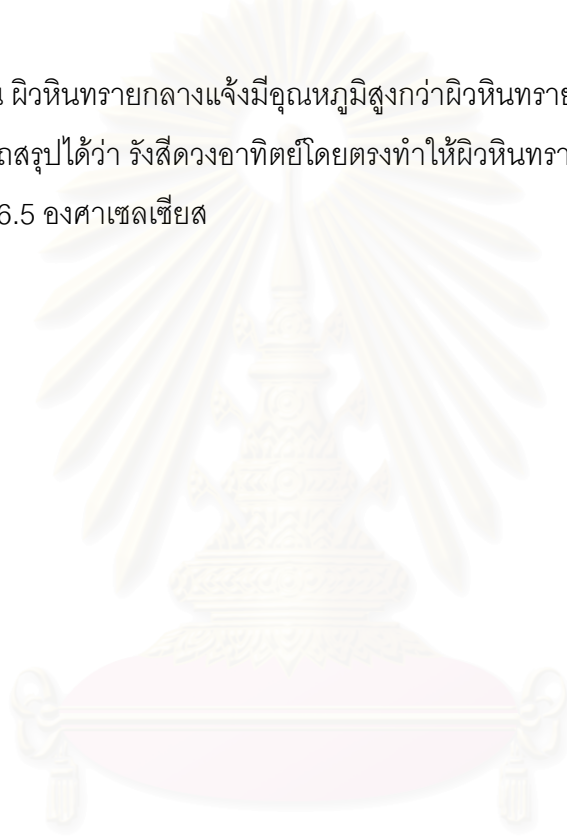 ผิวหินทรายกลางแจ้งมีอุณหภูมิสูงกว่าผิวหินทราย
ถสรุปได้ว่า รังสีดวงอาทิตย์โดยตรงทำให้ผิวหินทรา
6.5 องศาเซลเซียส